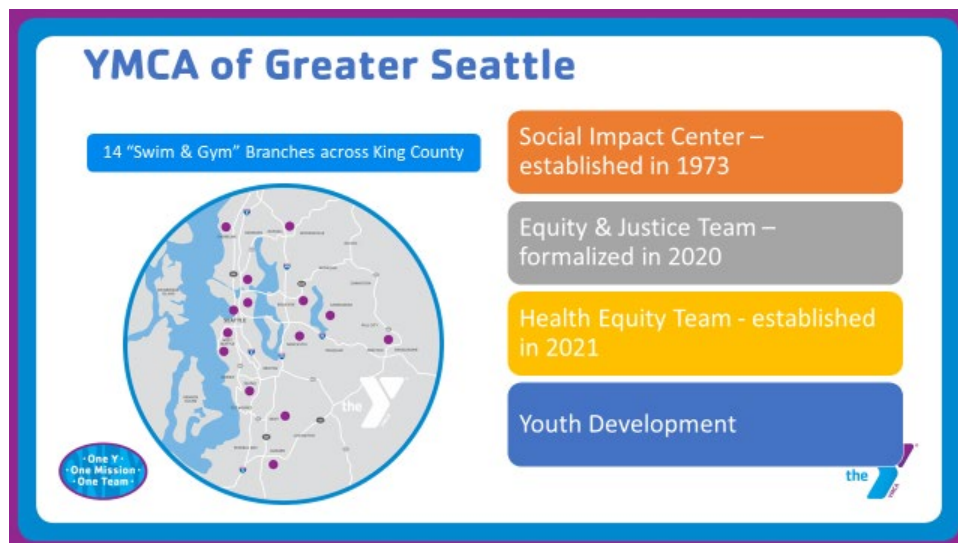 YMCA of Greater Seattle
14 “Swim & Gym” Branches across King County
Social Impact Center –
established in 1973
Equity & Justice Team –
formalized in 2020
Health Equity Team - established
in 2021
Youth Development
SEATTLE
the
· One Y ·
· One Mission ·
· One Team ·
the
YMCA